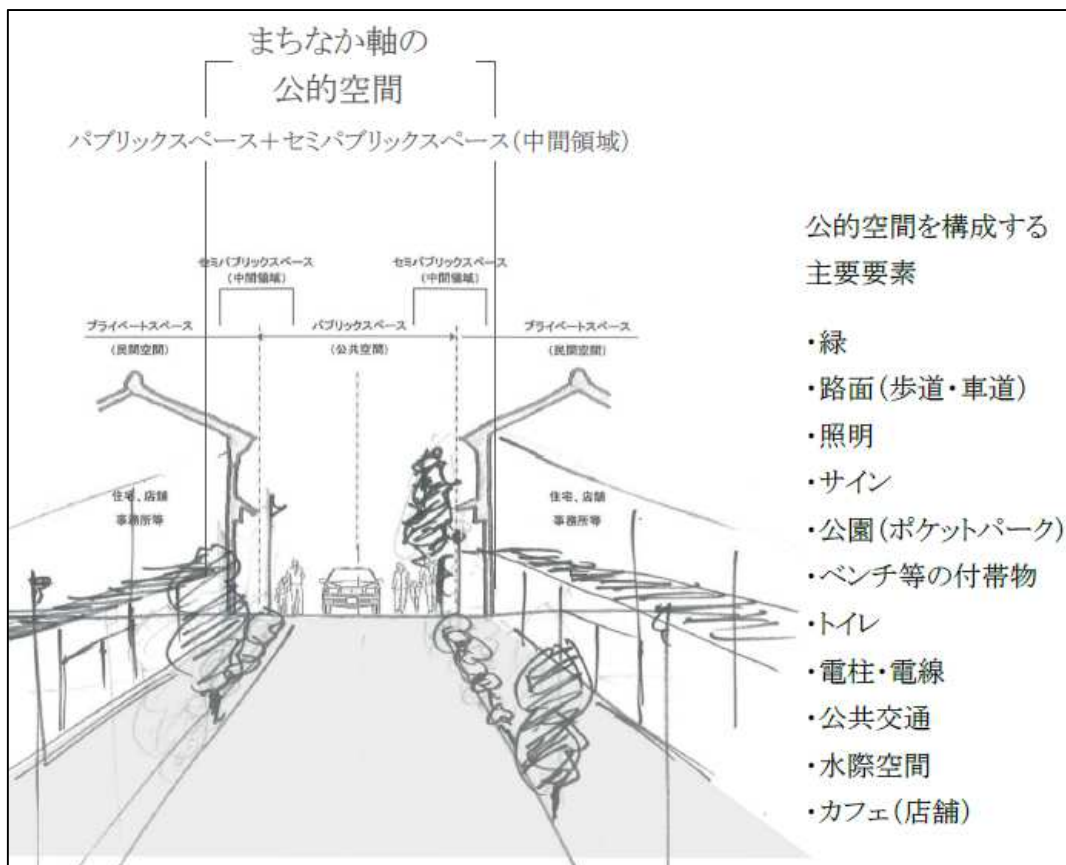 まちなか軸の
公的空間
パブリックスペース＋セミパブリックスペース(中間領域)
セミパブリックスペース
(中間領域)
セミパブリックスペース
(中間領域)
プライベートスペース
(民間空間)
パブリックスペース
(公共空間)
プライベートスペース
(民間空間)
住宅、店舗
事務所等
住宅、店舗
事務所等
公的空間を構成する
主要要素
・緑
・路面(歩道・車道)
・照明
・サイン
・公園(ポケットパーク)
・ベンチ等の付帯物
・トイレ
・電柱・電線
・公共交通
・水際空間
・カフェ(店舗)